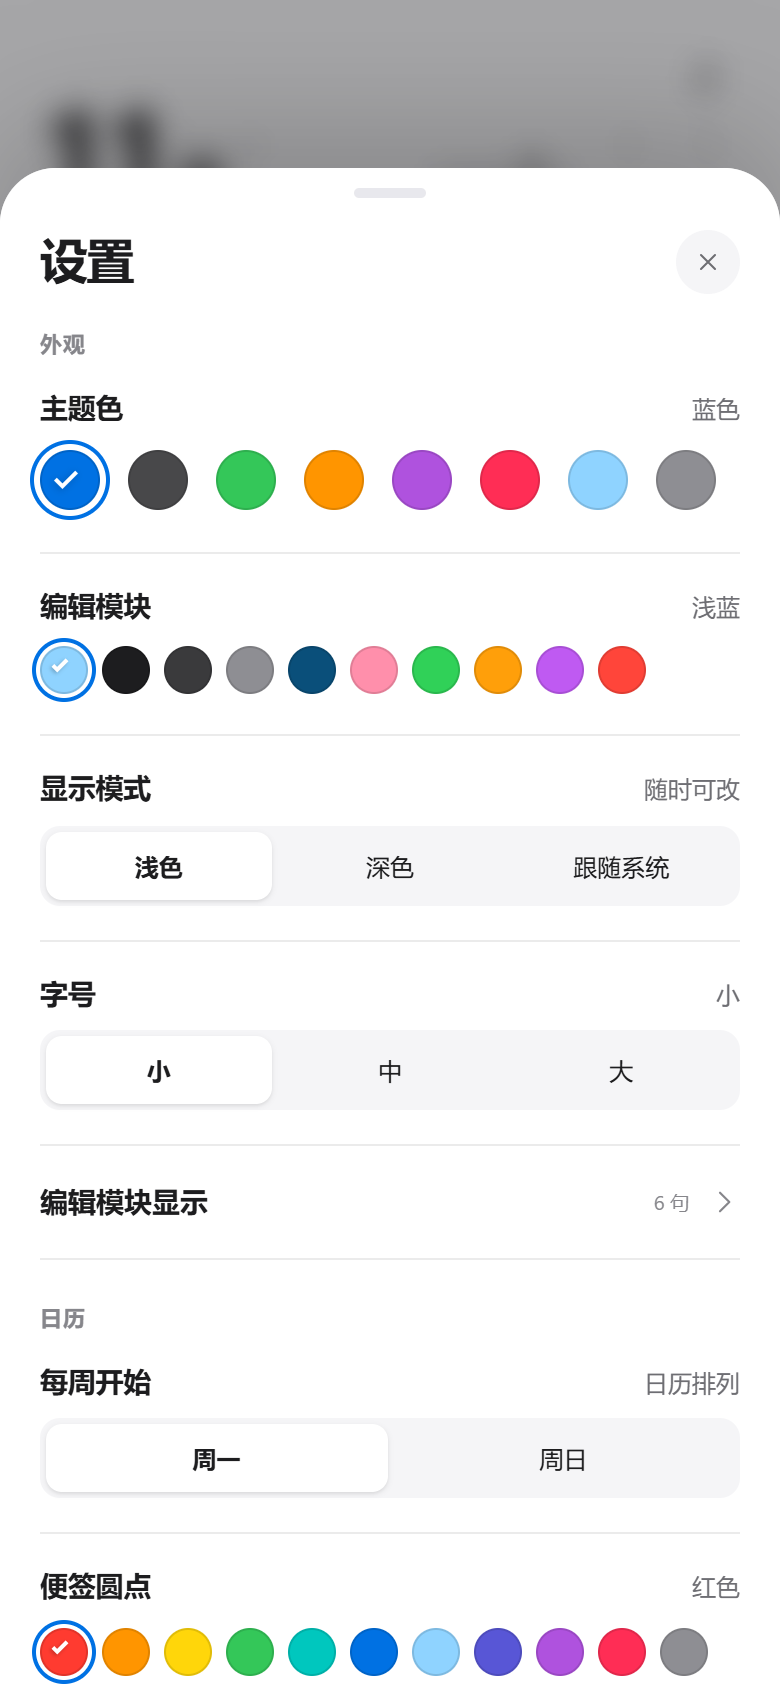 设置
外观
主题色 蓝色
编辑模块 浅蓝
显示模式 随时可改
浅色 深色 跟随系统
字号 小
小 中 大
编辑模块显示 6 句
日历
每周开始 日历排列
周一 周日
便签圆点 红色